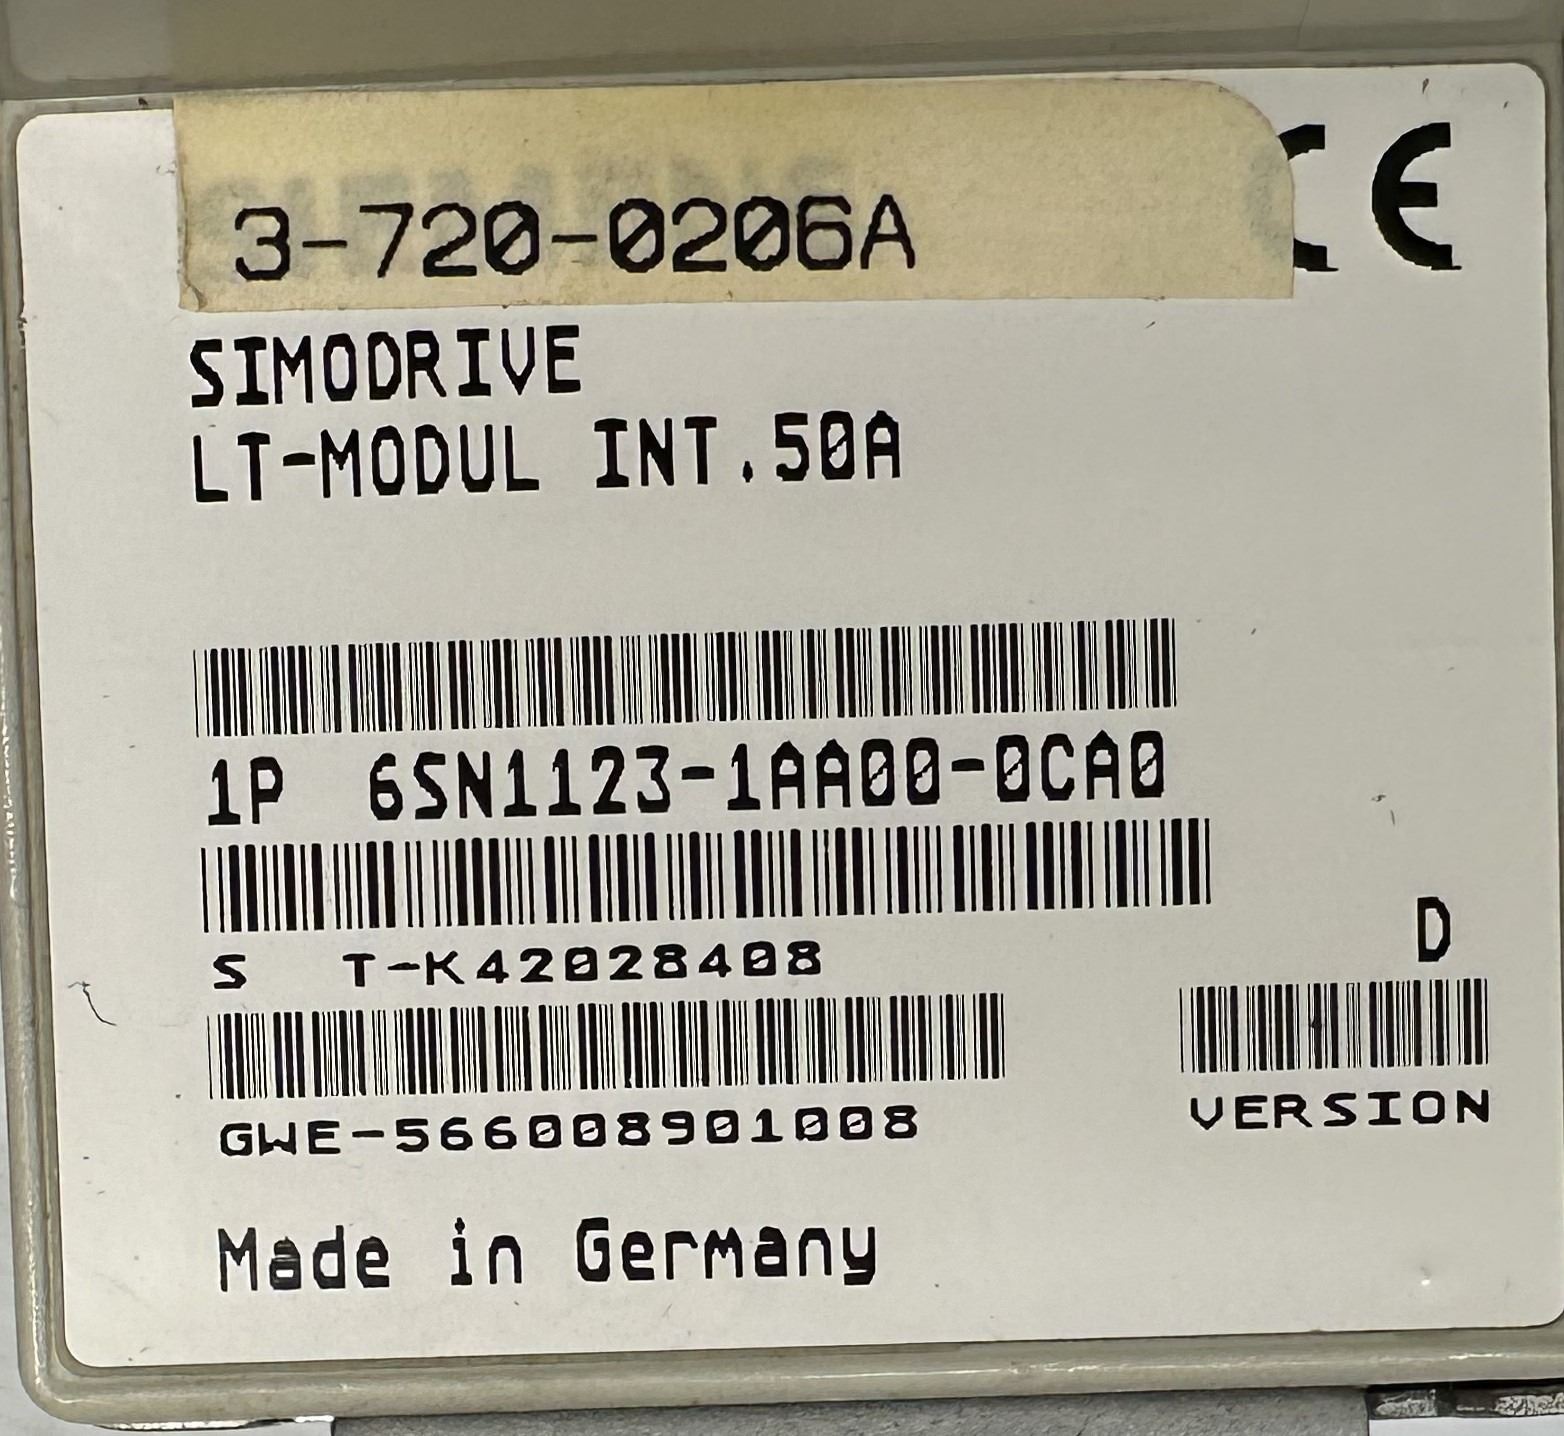 3-720-0206A
CE
SIMODRIVE
LT-MODUL INT.50A
1P 6SN1123-1AA00-0CA0
S T-K42028408
D
GWE-566008901008
VERSION
Made in Germany